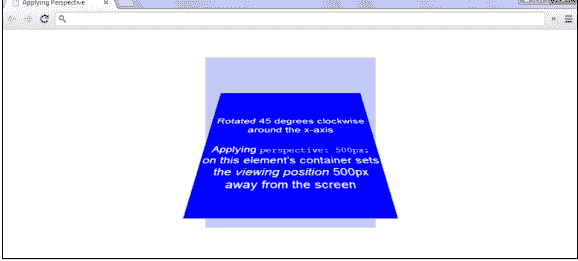 Applying Perspective
Rotated 45 degrees clockwise
around the x-axis
Applying perspective: 500px;
on this element's container sets
the viewing position 500px
away from the screen